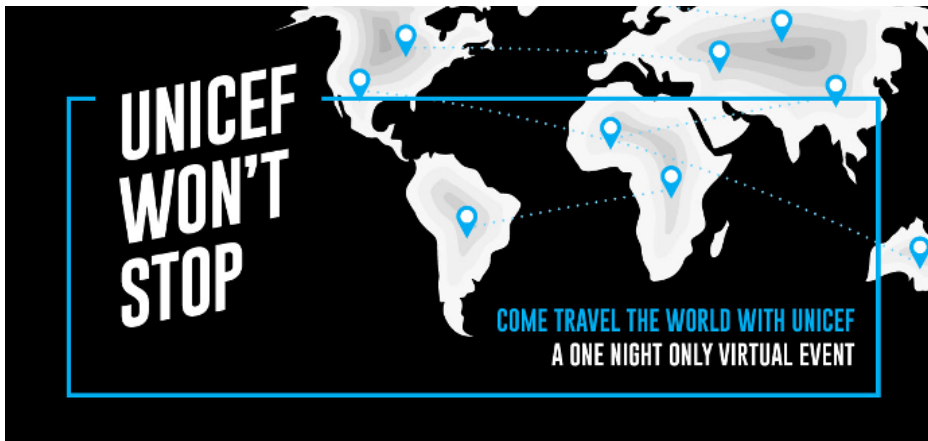 UNICEF
WON'T
STOP
COME TRAVEL THE WORLD WITH UNICEF
A ONE NIGHT ONLY VIRTUAL EVENT